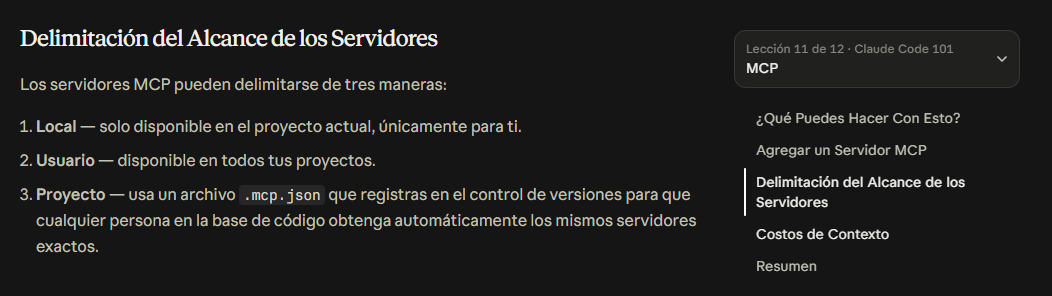 Delimitación del Alcance de los Servidores
Los servidores MCP pueden delimitarse de tres maneras:
1. Local — solo disponible en el proyecto actual, únicamente para ti.
2. Usuario — disponible en todos tus proyectos.
3. Proyecto — usa un archivo .mcp.json que registras en el control de versiones para que
cualquier persona en la base de código obtenga automáticamente los mismos servidores
exactos.
Lección 11 de 12 · Claude Code 101
MCP
¿Qué Puedes Hacer Con Esto?
Agregar un Servidor MCP
Delimitación del Alcance de los
Servidores
Costos de Contexto
Resumen